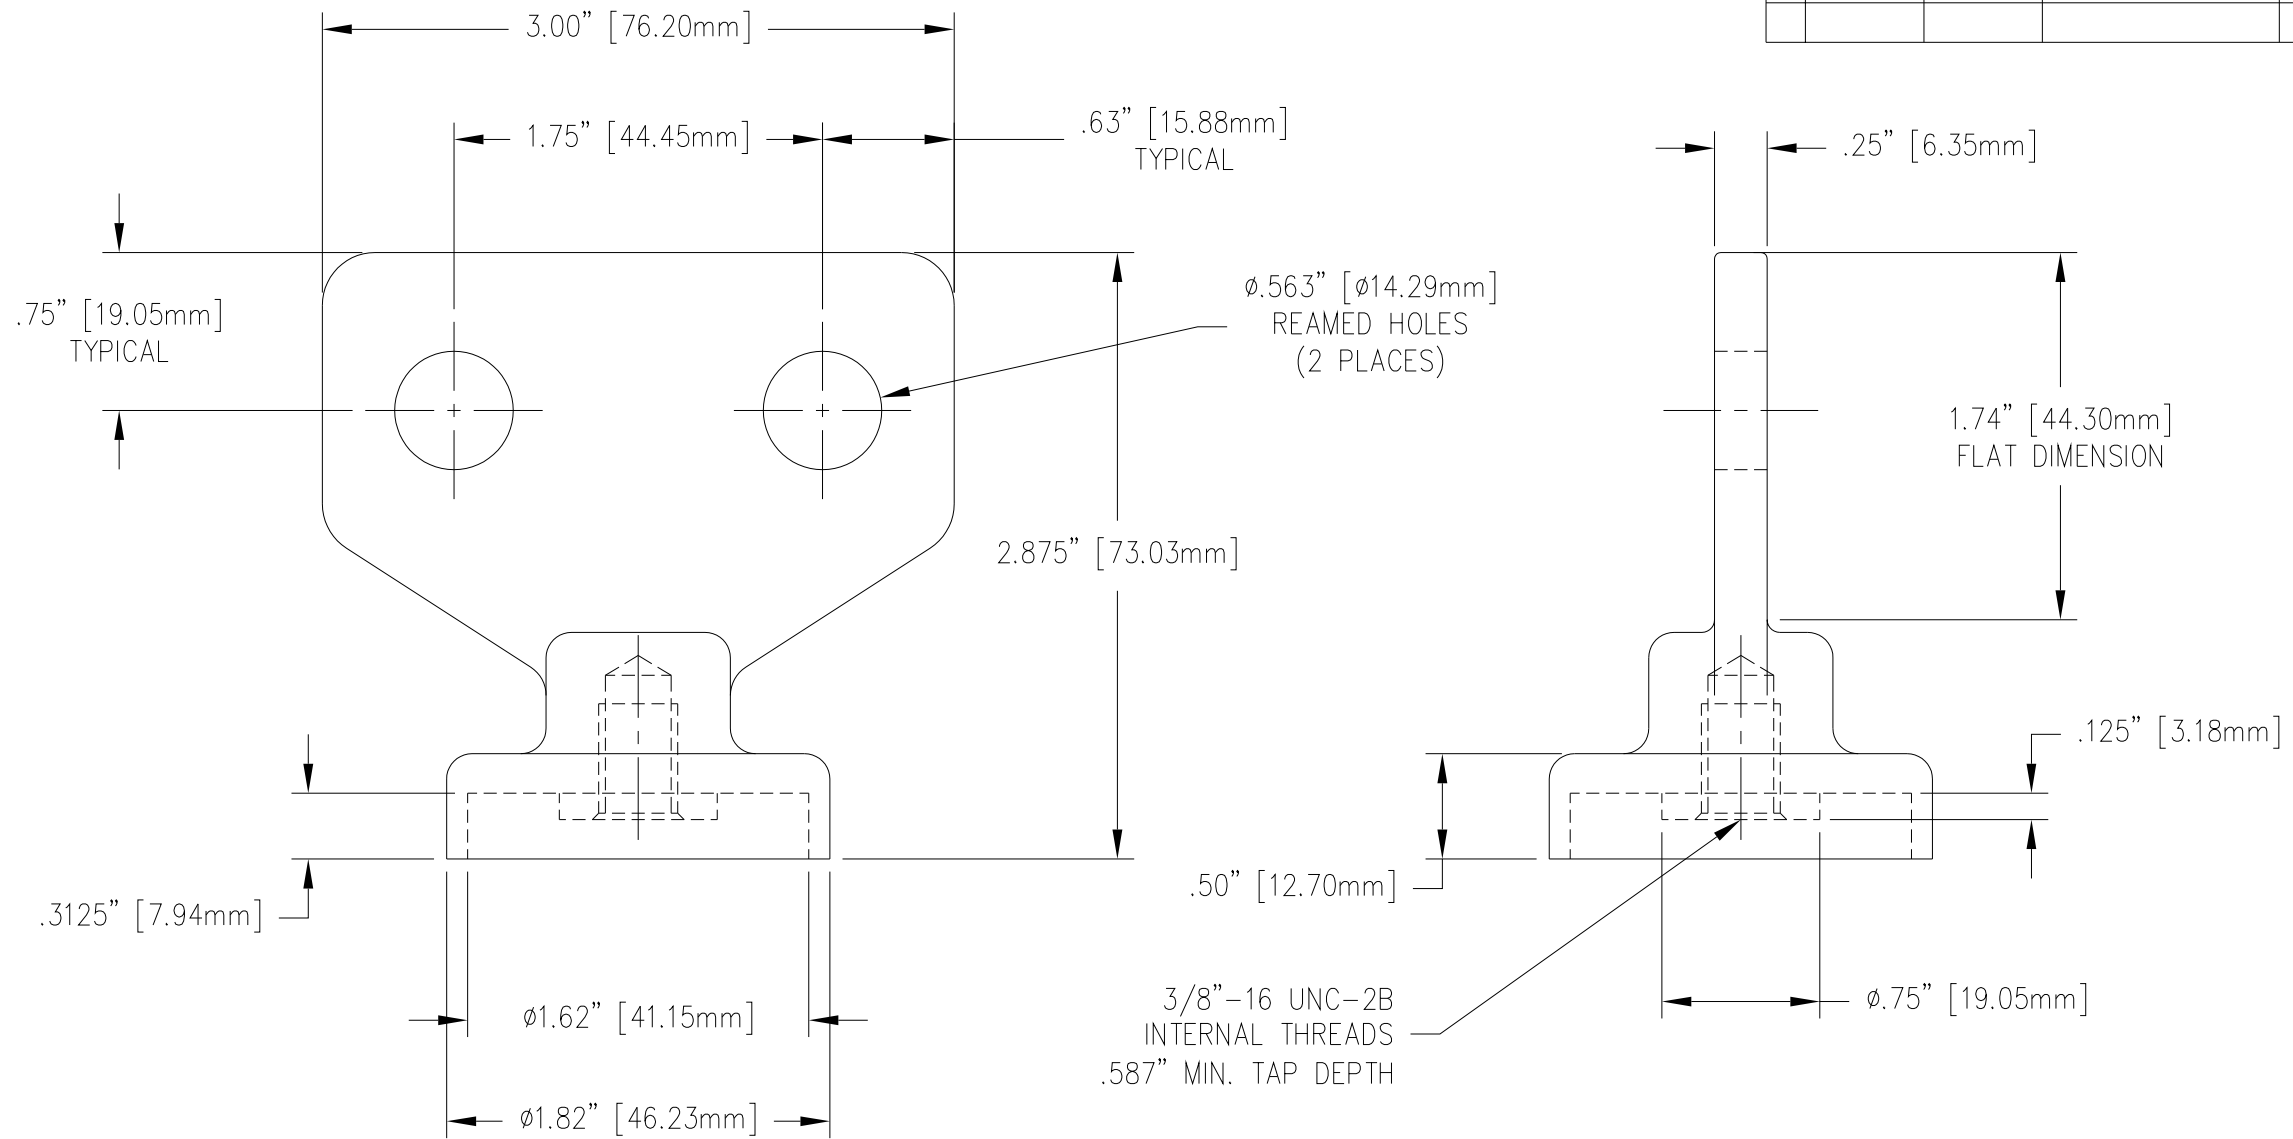 3.00” [76.20mm]
1.75” [44.45mm]
.63” [15.88mm]
TYPICAL
.25” [6.35mm]
.75” [19.05mm]
TYPICAL
ø.563” [ø14.29mm]
REAMED HOLES
(2 PLACES)
1.74” [44.30mm]
FLAT DIMENSION
2.875” [73.03mm]
.125” [3.18mm]
.50” [12.70mm]
.3125” [7.94mm]
ø1.62” [41.15mm]
3/8”-16 UNC-2B
INTERNAL THREADS
.587” MIN. TAP DEPTH
ø.75” [19.05mm]
ø1.82” [46.23mm]